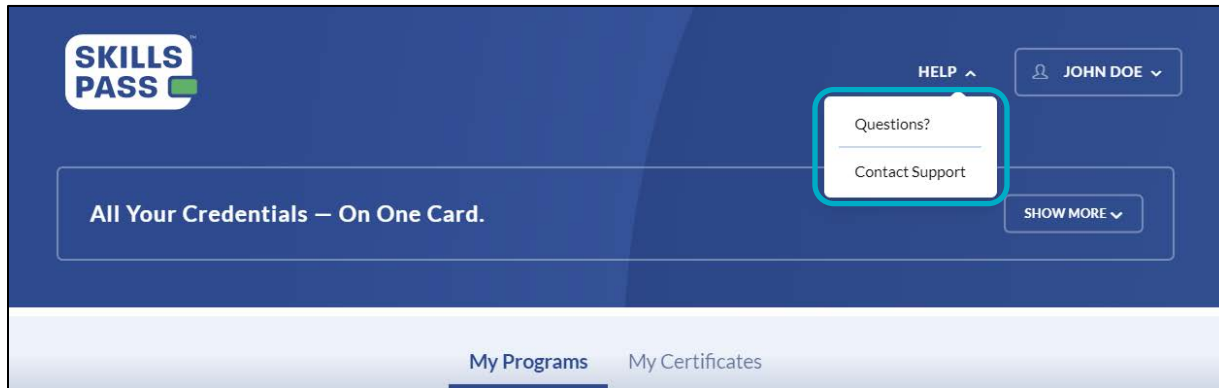 SKILLS
PASS
™
HELP
JOHN DOE
Questions?
Contact Support
All Your Credentials — On One Card.
SHOW MORE
My Programs
My Certificates